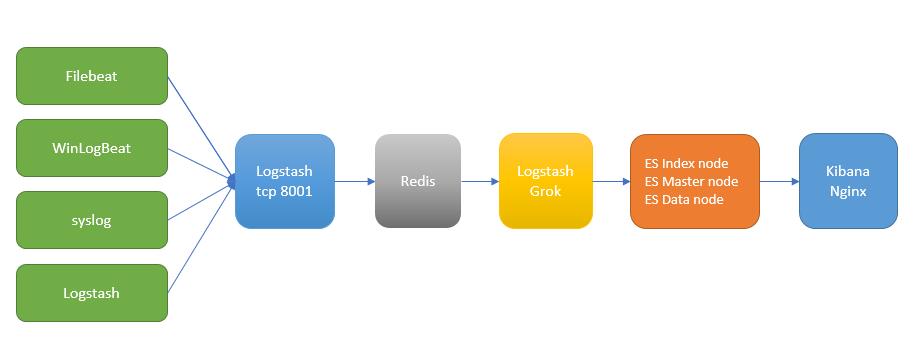 Filebeat
WinLogBeat
syslog
Logstash
Logstash
tcp 8001
Redis
Logstash
Grok
ES Index node
ES Master node
ES Data node
Kibana
Nginx